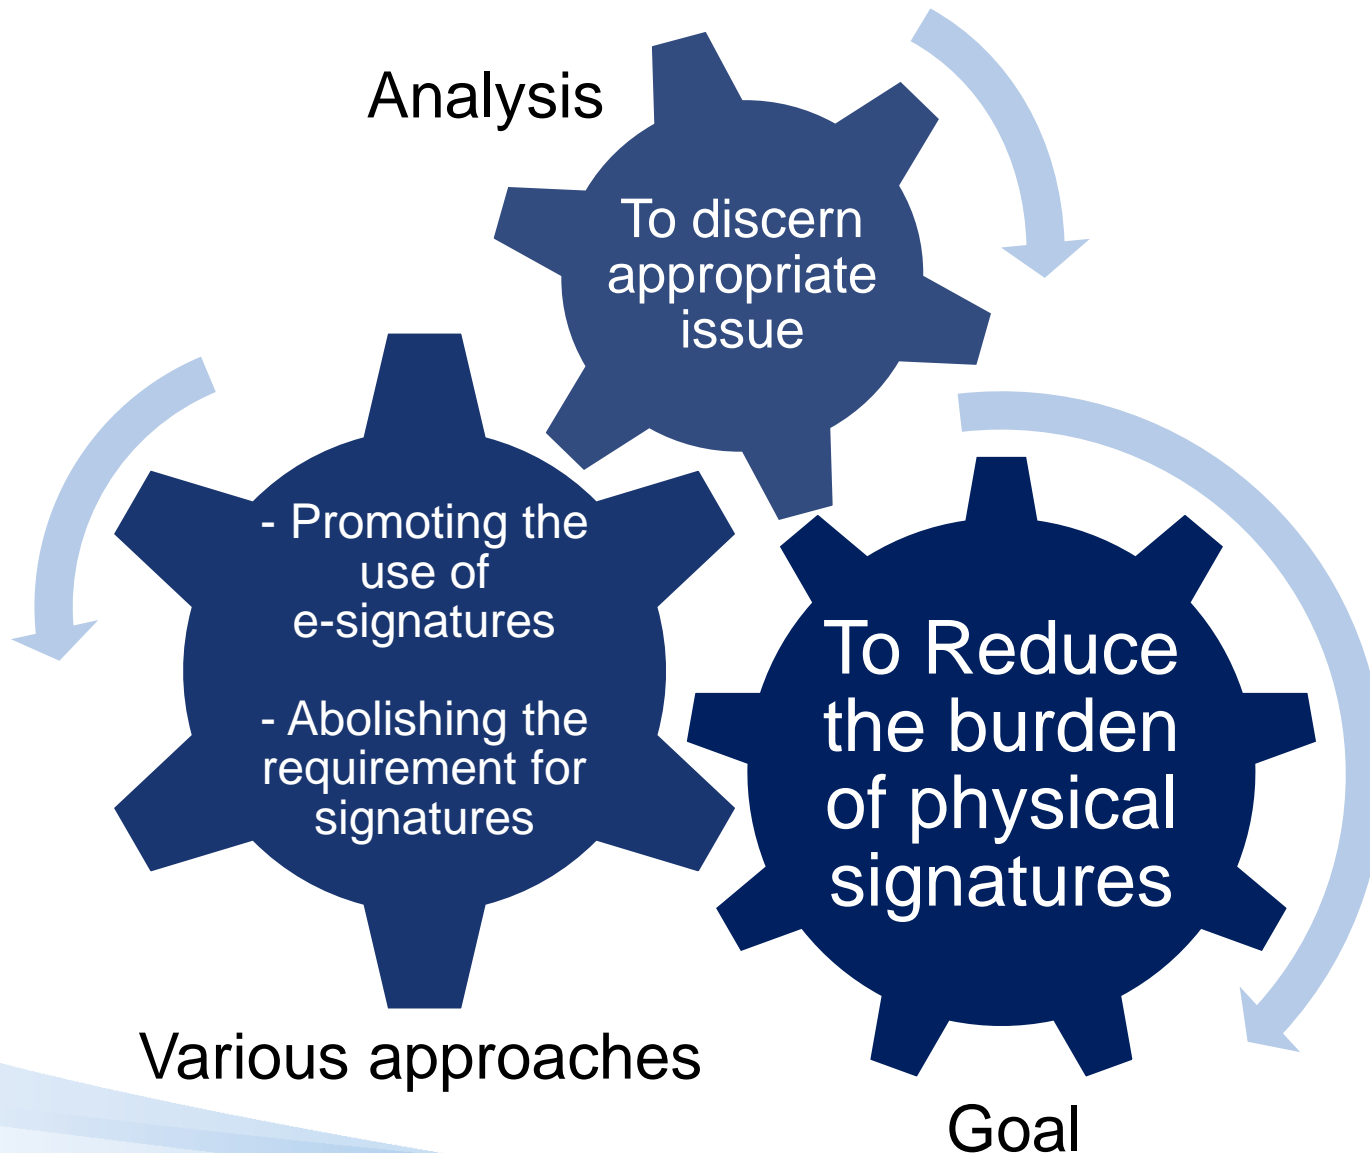 Analysis
To discern
appropriate
issue
- Promoting the
use of
e-signatures
- Abolishing the
requirement for
signatures
Various approaches
To Reduce
the burden
of physical
signatures
Goal